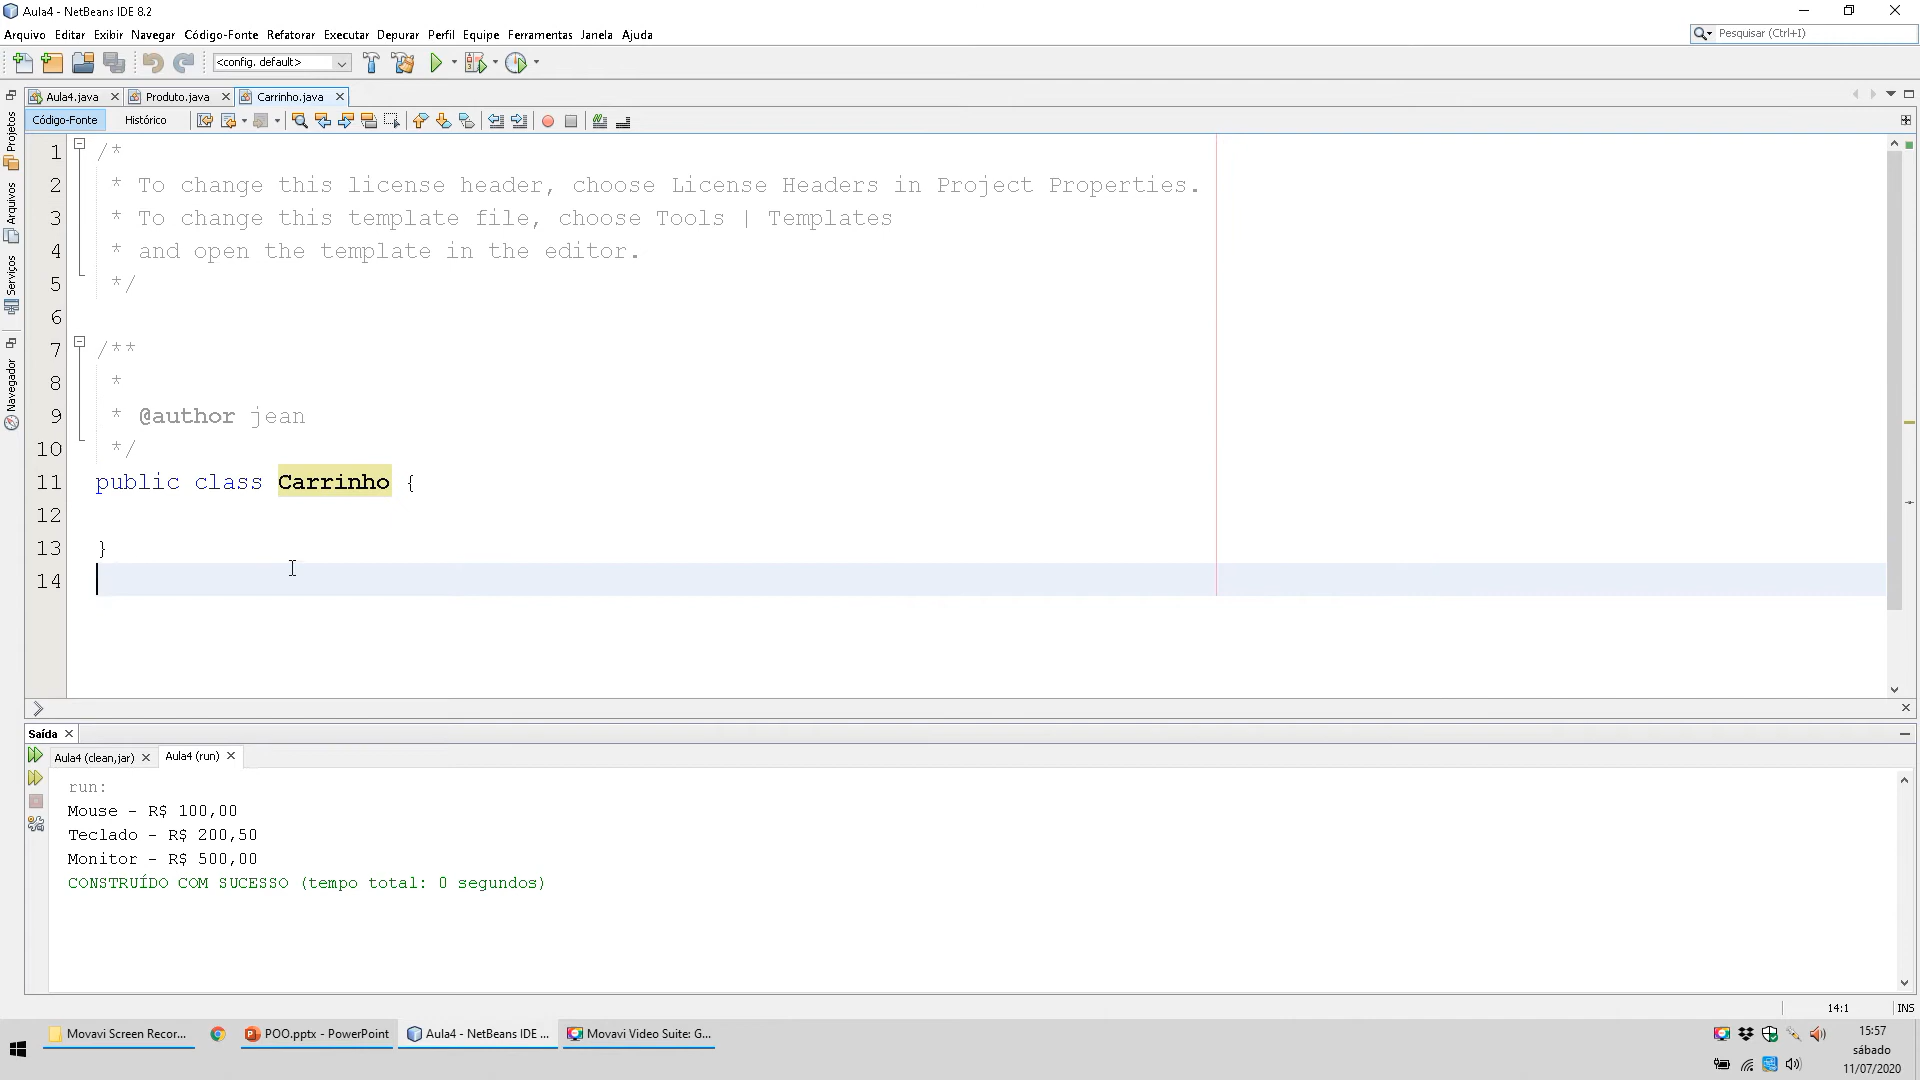 Aula4 - NetBeans IDE 8.2
Arquivo Editar Exibir Navegar Código-Fonte Refatorar Executar Depurar Perfil Equipe Ferramentas Janela Ajuda
Pesquisar (Ctrl+I)
<config. default>
Aula4.java
Produto.java
Carrinho.java
Código-Fonte
Histórico
Projetos
Arquivos
Serviços
Navegador
1 /*
2 * To change this license header, choose License Headers in Project Properties.
3 * To change this template file, choose Tools | Templates
4 * and open the template in the editor.
5 */
6
7 /**
8 *
9 * @author jean
10 */
11 public class Carrinho {
12
13 }
14
Saída
Aula4 (clean,jar)
Aula4 (run)
run:
Mouse - R$ 100,00
Teclado - R$ 200,50
Monitor - R$ 500,00
CONSTRUÍDO COM SUCESSO (tempo total: 0 segundos)
14:1
INS
Movavi Screen Recor...
POO.pptx - PowerPoint
Aula4 - NetBeans IDE ...
Movavi Video Suite: G...
15:57
sábado
11/07/2020